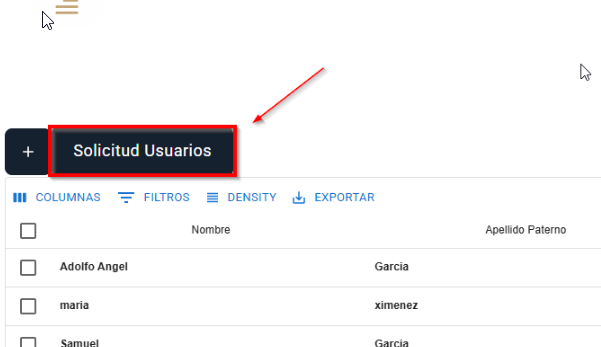 + Solicitud Usuarios
COLUMNAS FILTROS DENSITY EXPORTAR
Nombre Apellido Paterno
Adolfo Angel Garcia
maria ximenez
Samuel Garcia